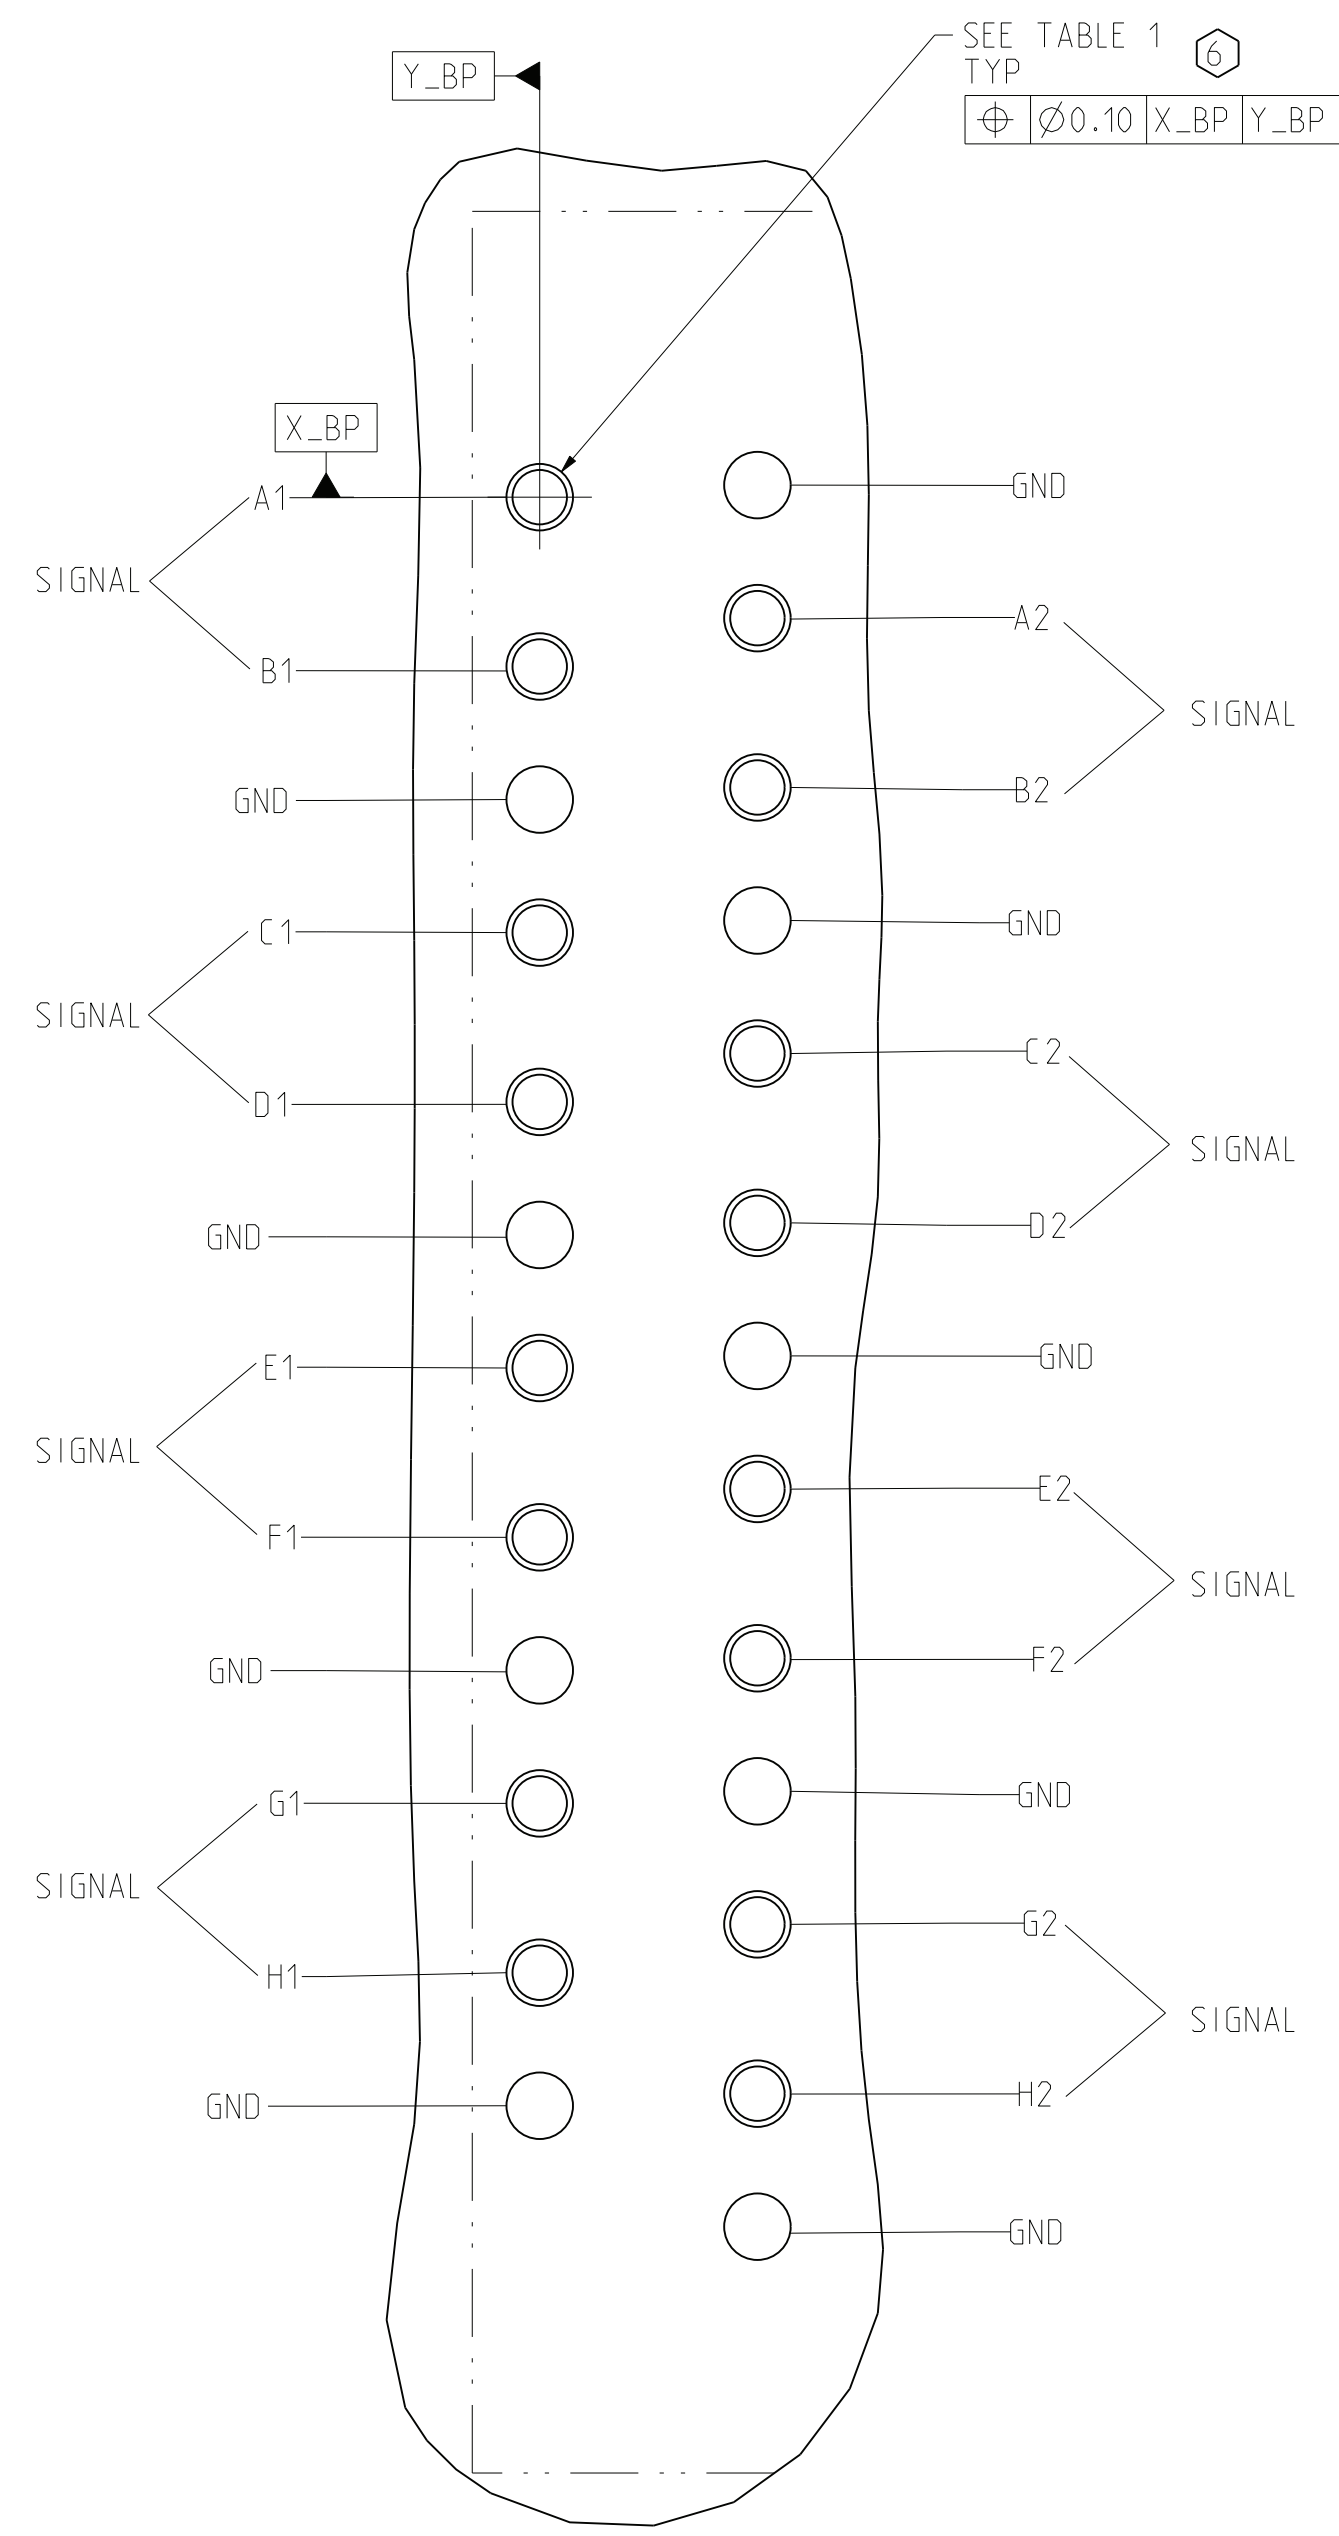 SEE TABLE 1 6
TYP
⌖ Ø0.10 X_BP Y_BP
Y_BP
X_BP
A1
GND
SIGNAL
A2
B1
SIGNAL
B2
GND
C1
GND
SIGNAL
C2
D1
SIGNAL
D2
GND
E1
GND
SIGNAL
E2
F1
SIGNAL
F2
GND
G1
GND
SIGNAL
G2
H1
SIGNAL
H2
GND
GND